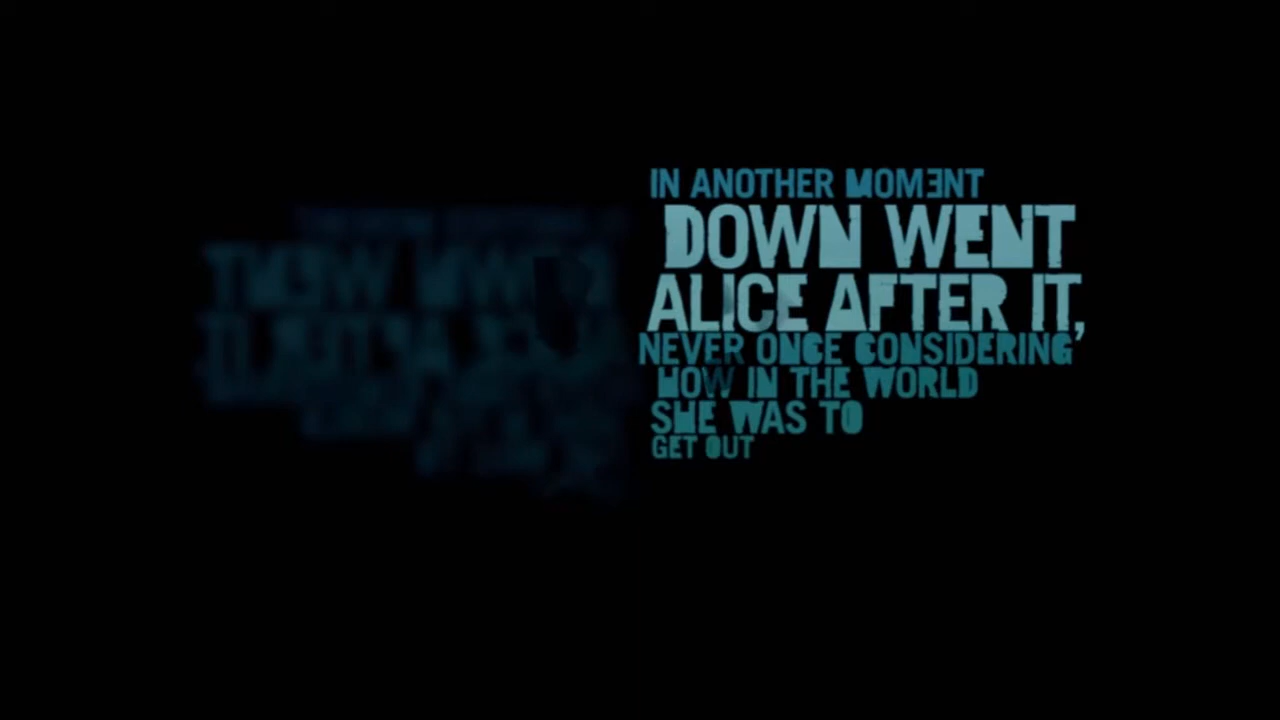 IN ANOTHER MOMENT
DOWN WENT
ALICE AFTER IT,
NEVER ONCE CONSIDERING
HOW IN THE WORLD
SHE WAS TO
GET OUT